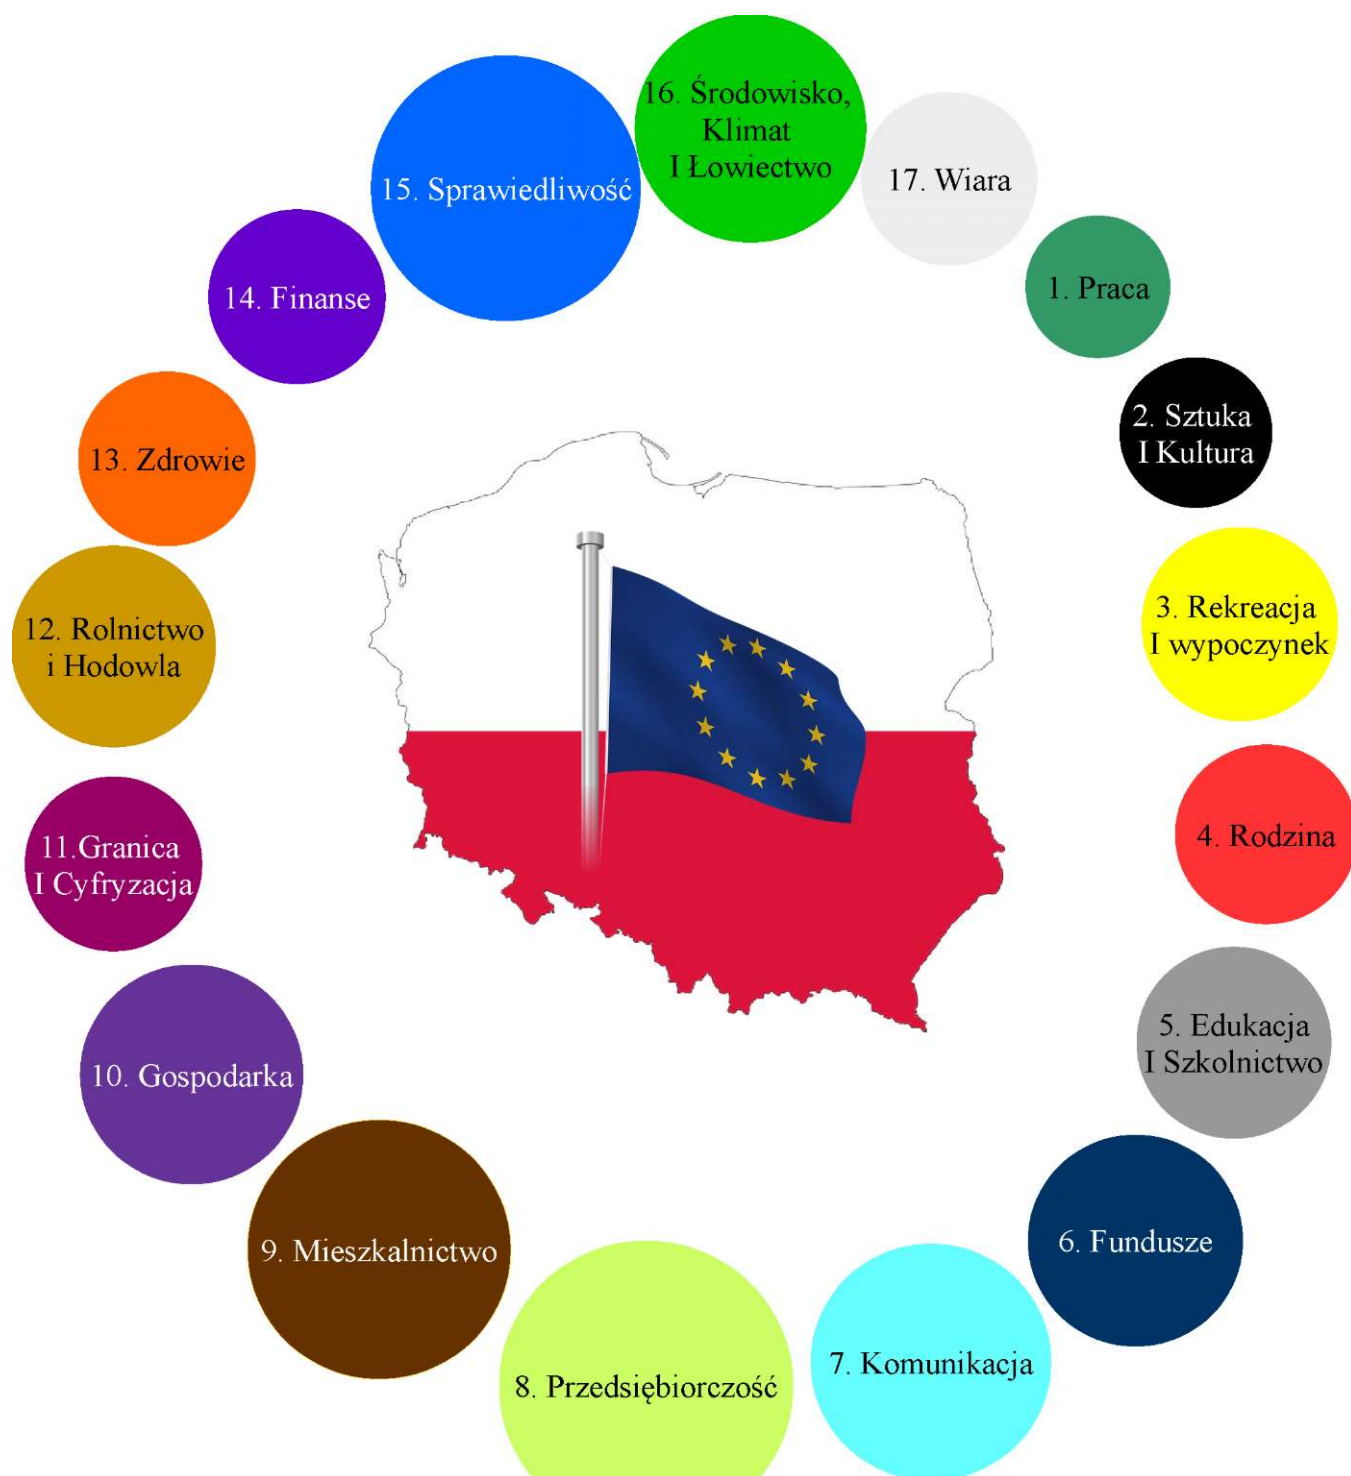 1. Praca
2. Sztuka
I Kultura
3. Rekreacja
I wypoczynek
4. Rodzina
5. Edukacja
I Szkolnictwo
6. Fundusze
7. Komunikacja
8. Przedsiębiorczość
9. Mieszkalnictwo
10. Gospodarka
11.Granica
I Cyfryzacja
12. Rolnictwo
i Hodowla
13. Zdrowie
14. Finanse
15. Sprawiedliwość
16. Środowisko,
Klimat
I Łowiectwo
17. Wiara